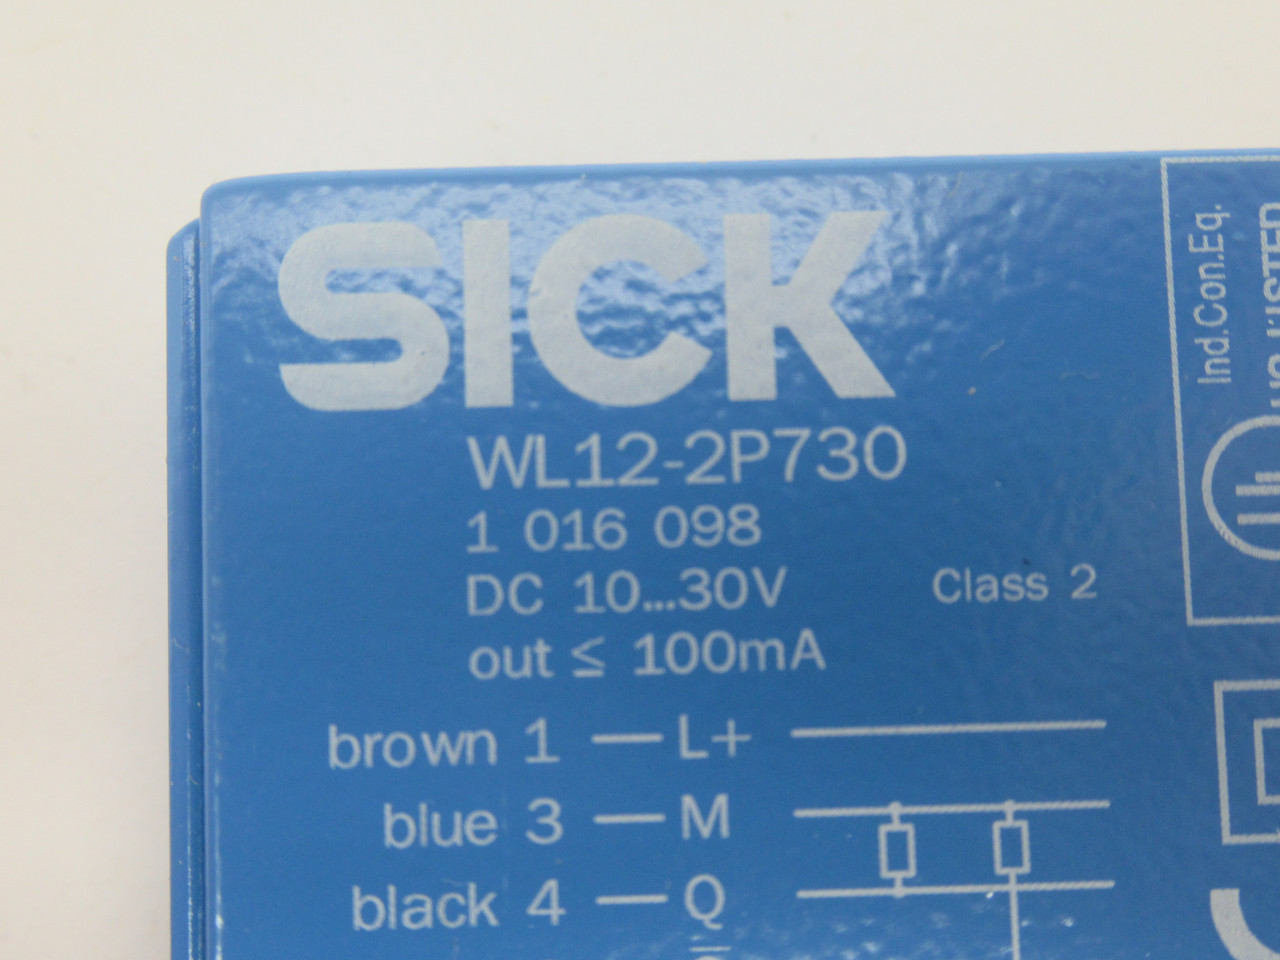 SICK
WL12-2P730
1 016 098
DC 10...30V
Class 2
out ≤ 100mA
brown 1 — L+
blue 3 — M
black 4 — Q
Ind.Con.Eq.
LISTED